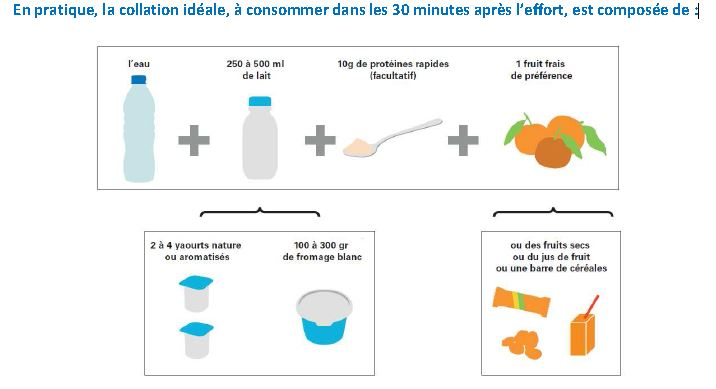 En pratique, la collation idéale, à consommer dans les 30 minutes après l'effort, est composée de :
l'eau
250 à 500 ml
de lait
10g de protéines rapides
(facultatif)
1 fruit frais
de préférence
2 à 4 yaourts nature
ou aromatisés
100 à 300 gr
de fromage blanc
ou des fruits secs
ou du jus de fruit
ou une barre de céréales